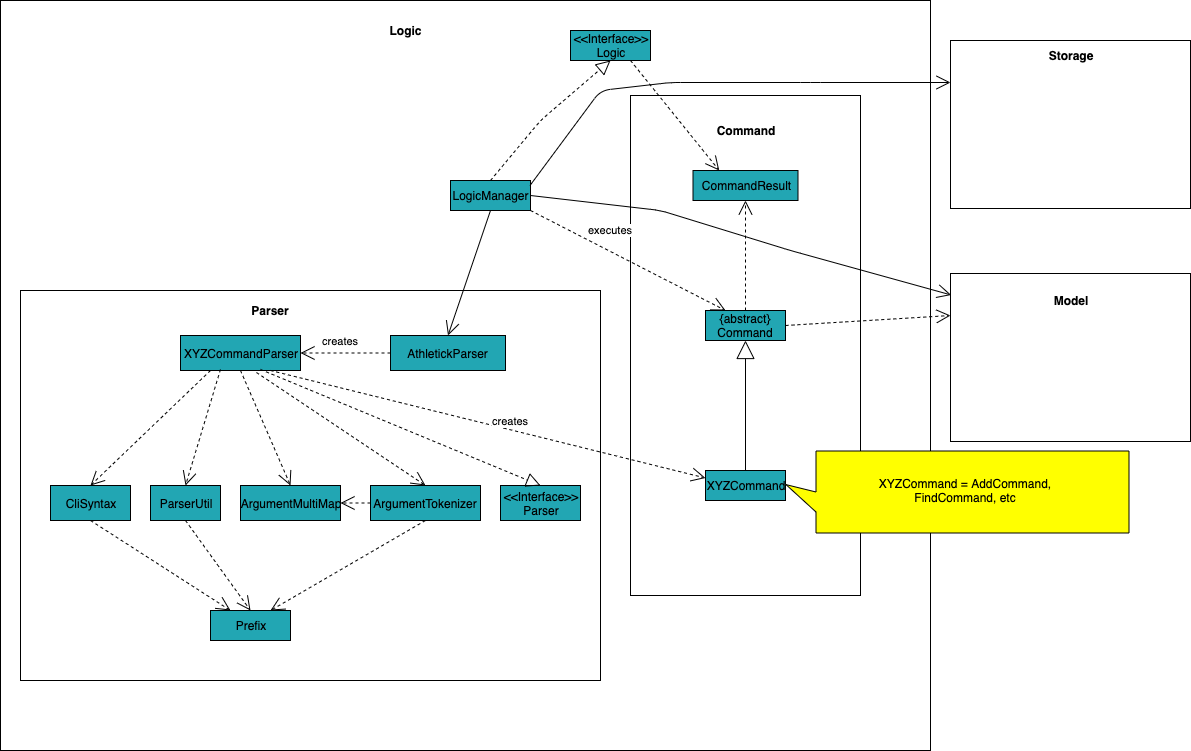 Logic
<<Interface>>
Logic
Storage
Command
CommandResult
LogicManager
executes
Model
Parser
{abstract}
Command
creates
XYZCommandParser
AthletickParser
creates
XYZCommand
XYZCommand = AddCommand,
FindCommand, etc
CliSyntax
ParserUtil
ArgumentMultiMap
ArgumentTokenizer
<<Interface>>
Parser
Prefix